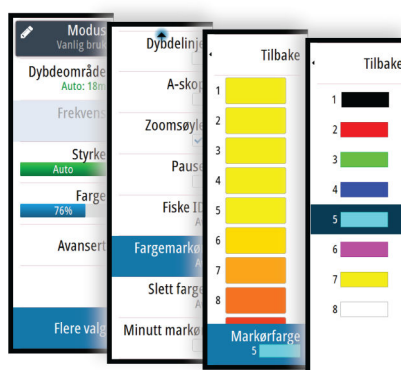 Modus
Vanlig bruk
Dybdeområde
Auto: 18m
Frekvens
Styrke
Auto
Farge
76%
Avansert
Flere valg
Dybdelinje
A-skop
Zoomsøyle
Pause
Fiske ID
Fargemarkø
Slett farge
Minutt markø
Tilbake
1
2
3
4
5
6
7
8
Markørfarge
5
Tilbake
1
2
3
4
5
6
7
8